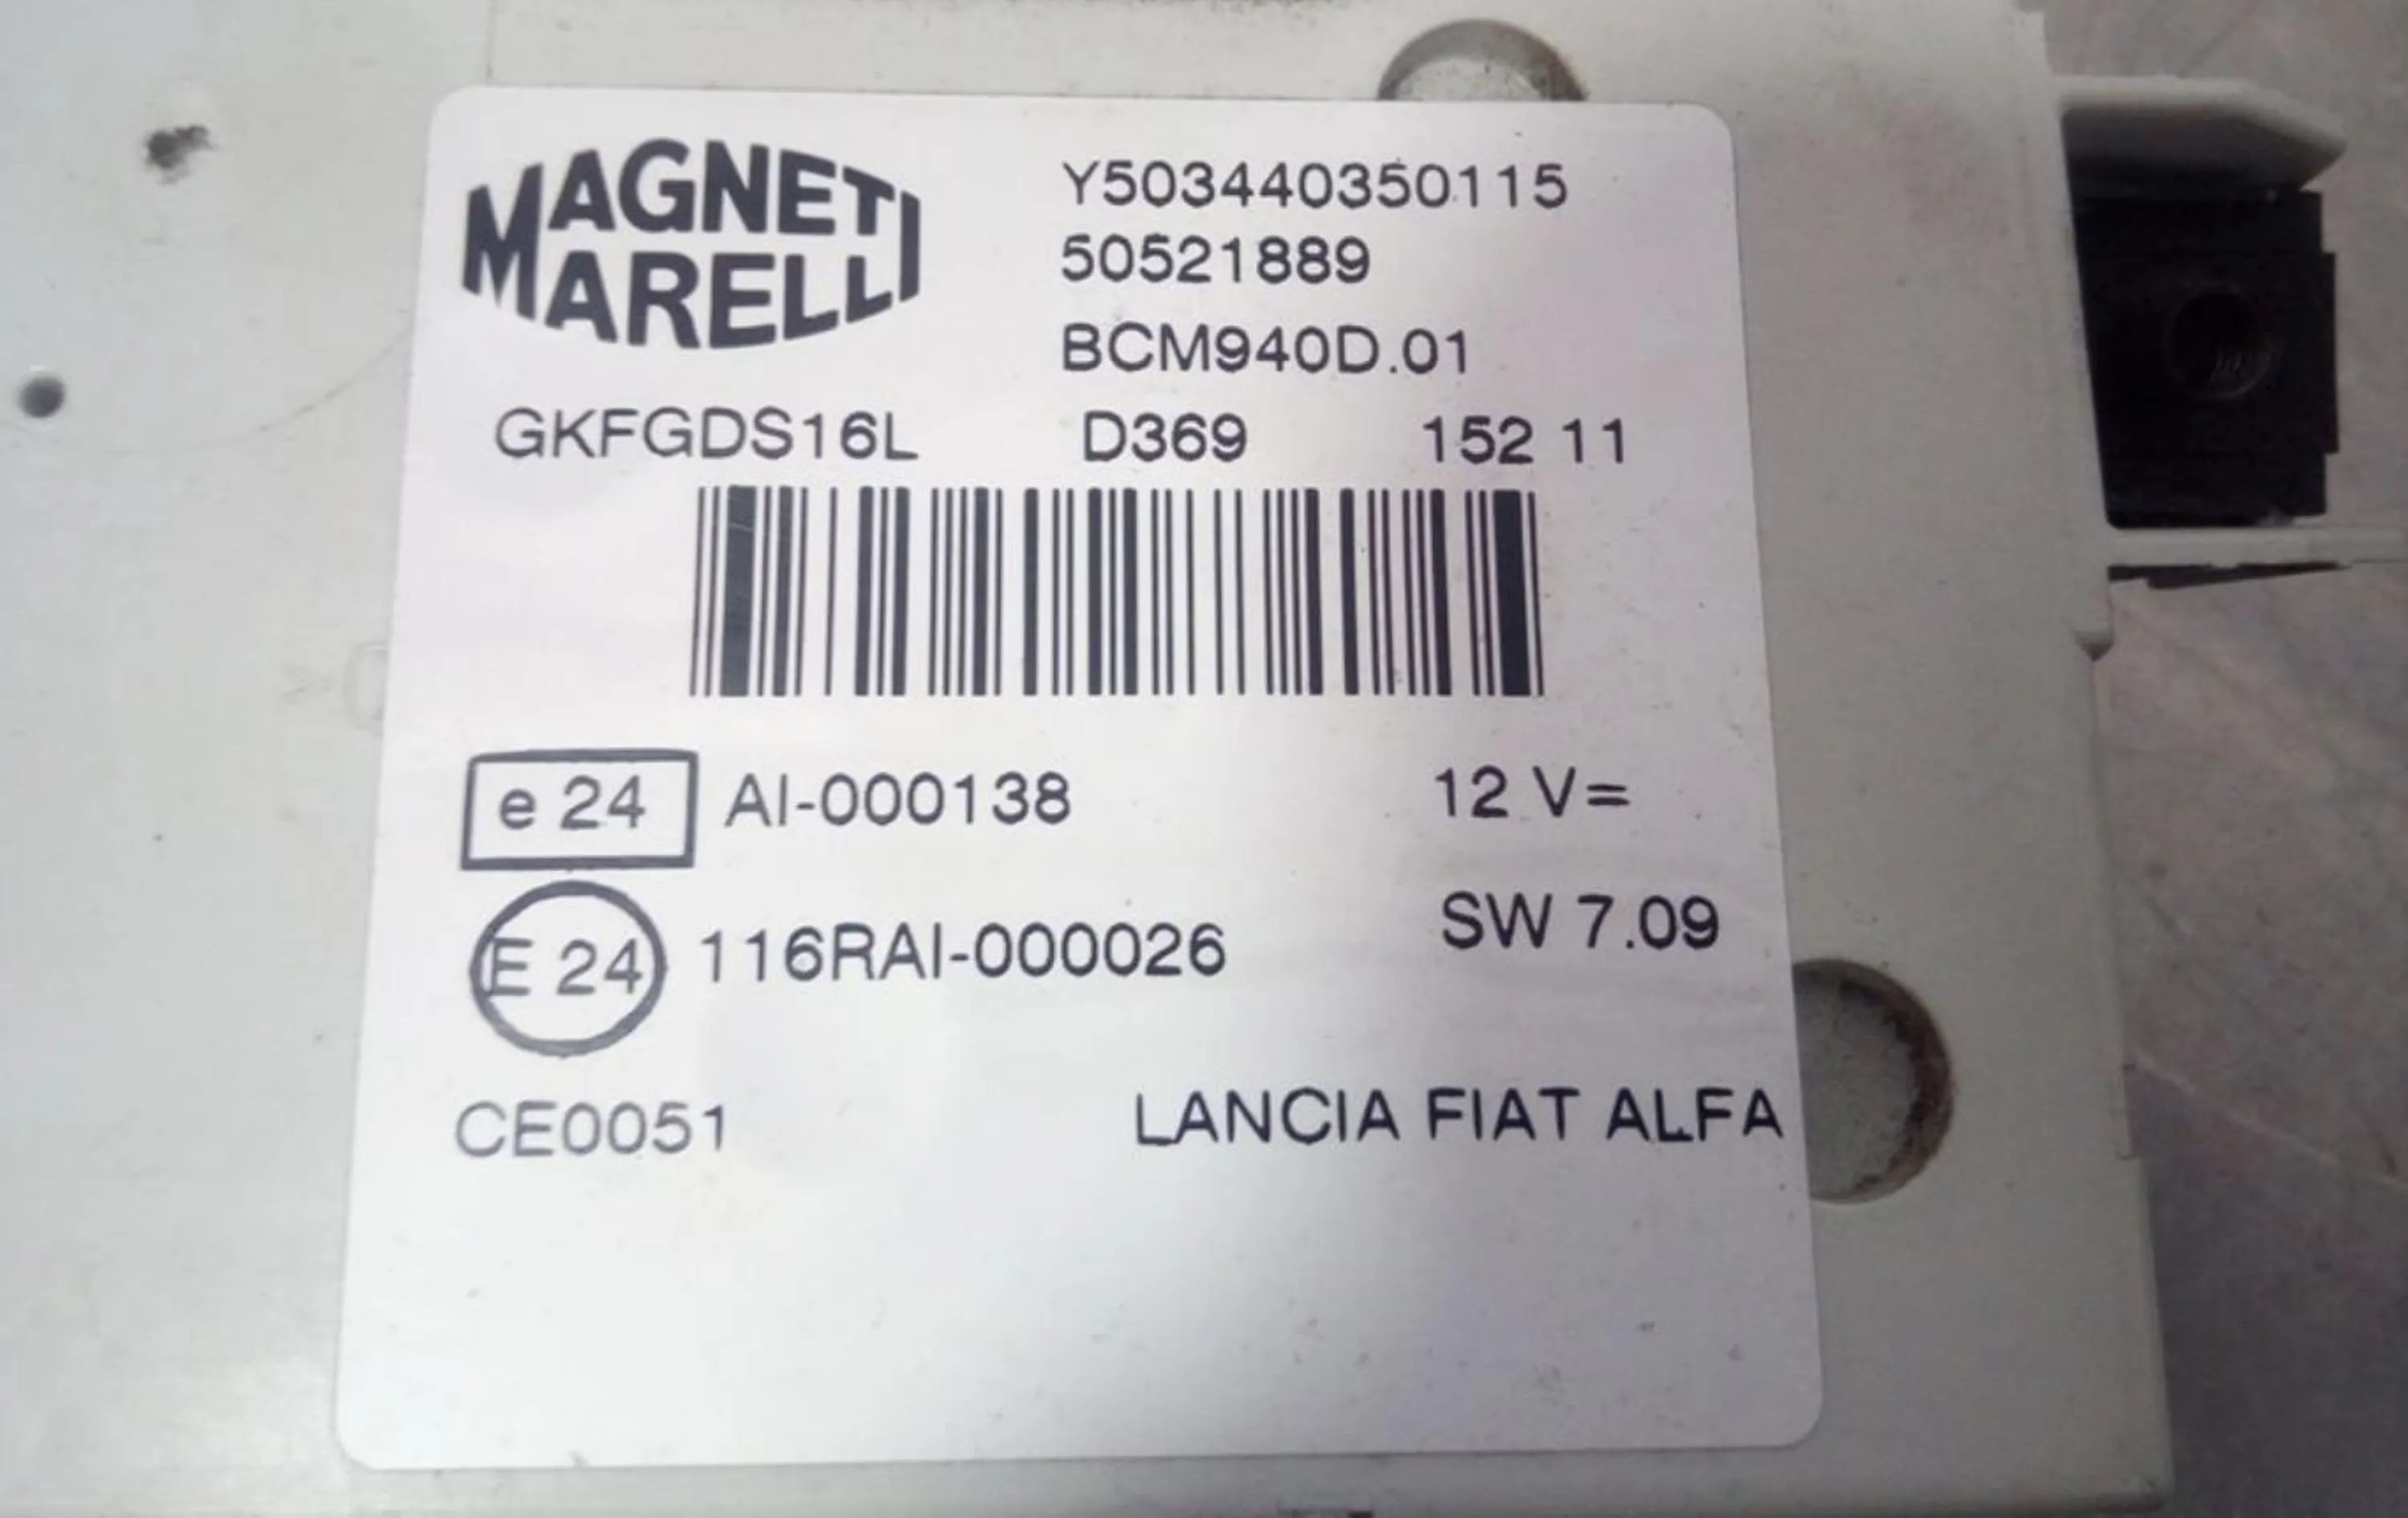 MAGNETI
MARELLI
Y503440350115
50521889
BCM940D.01
GKFGDS16L D369 152 11
e 24 AI-000138 12 V=
E 24 116RAI-000026 SW 7.09
CE0051 LANCIA FIAT ALFA